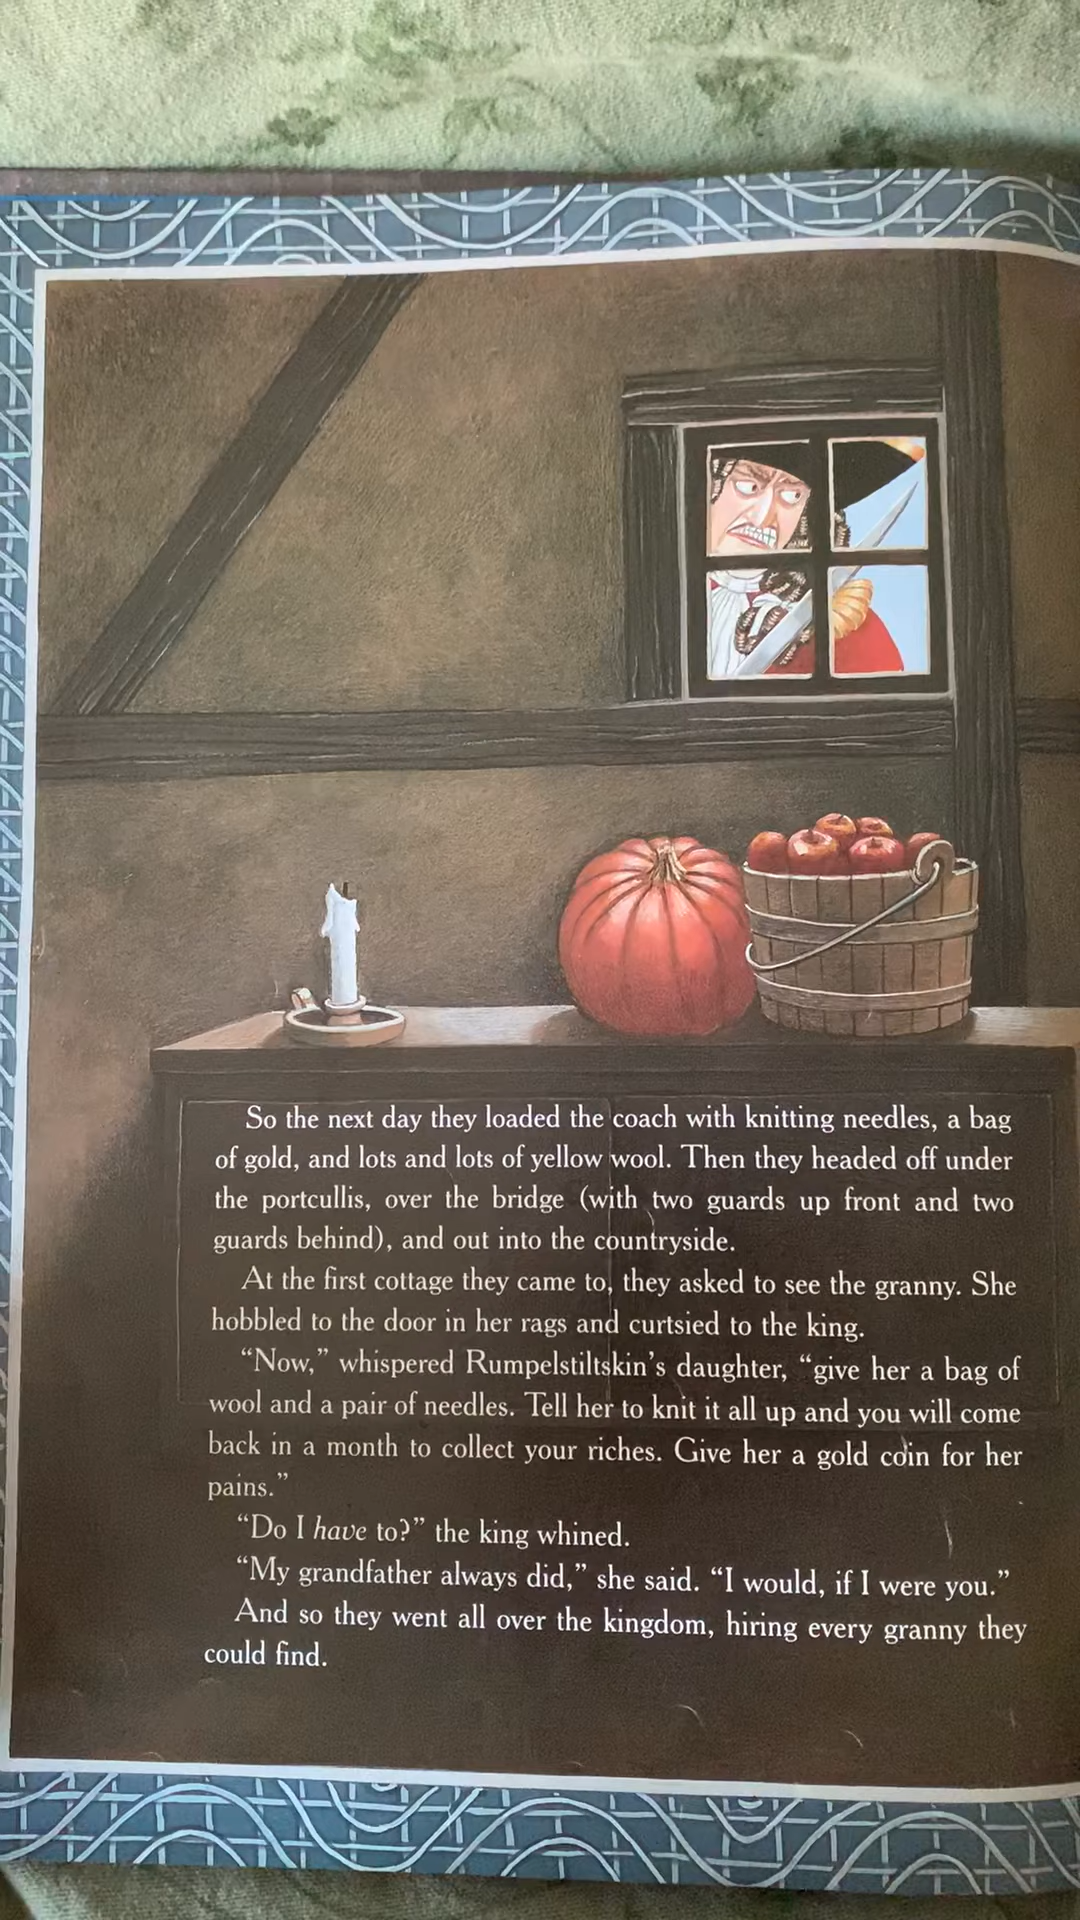 So the next day they loaded the coach with knitting needles, a bag
of gold, and lots and lots of yellow wool. Then they headed off under
the portcullis, over the bridge (with two guards up front and two
guards behind), and out into the countryside.
At the first cottage they came to, they asked to see the granny. She
hobbled to the door in her rags and curtsied to the king.
“Now,” whispered Rumpelstiltskin’s daughter, “give her a bag of
wool and a pair of needles. Tell her to knit it all up and you will come
back in a month to collect your riches. Give her a gold coin for her
pains.”
“Do I have to?” the king whined.
“My grandfather always did,” she said. “I would, if I were you.”
And so they went all over the kingdom, hiring every granny they
could find.